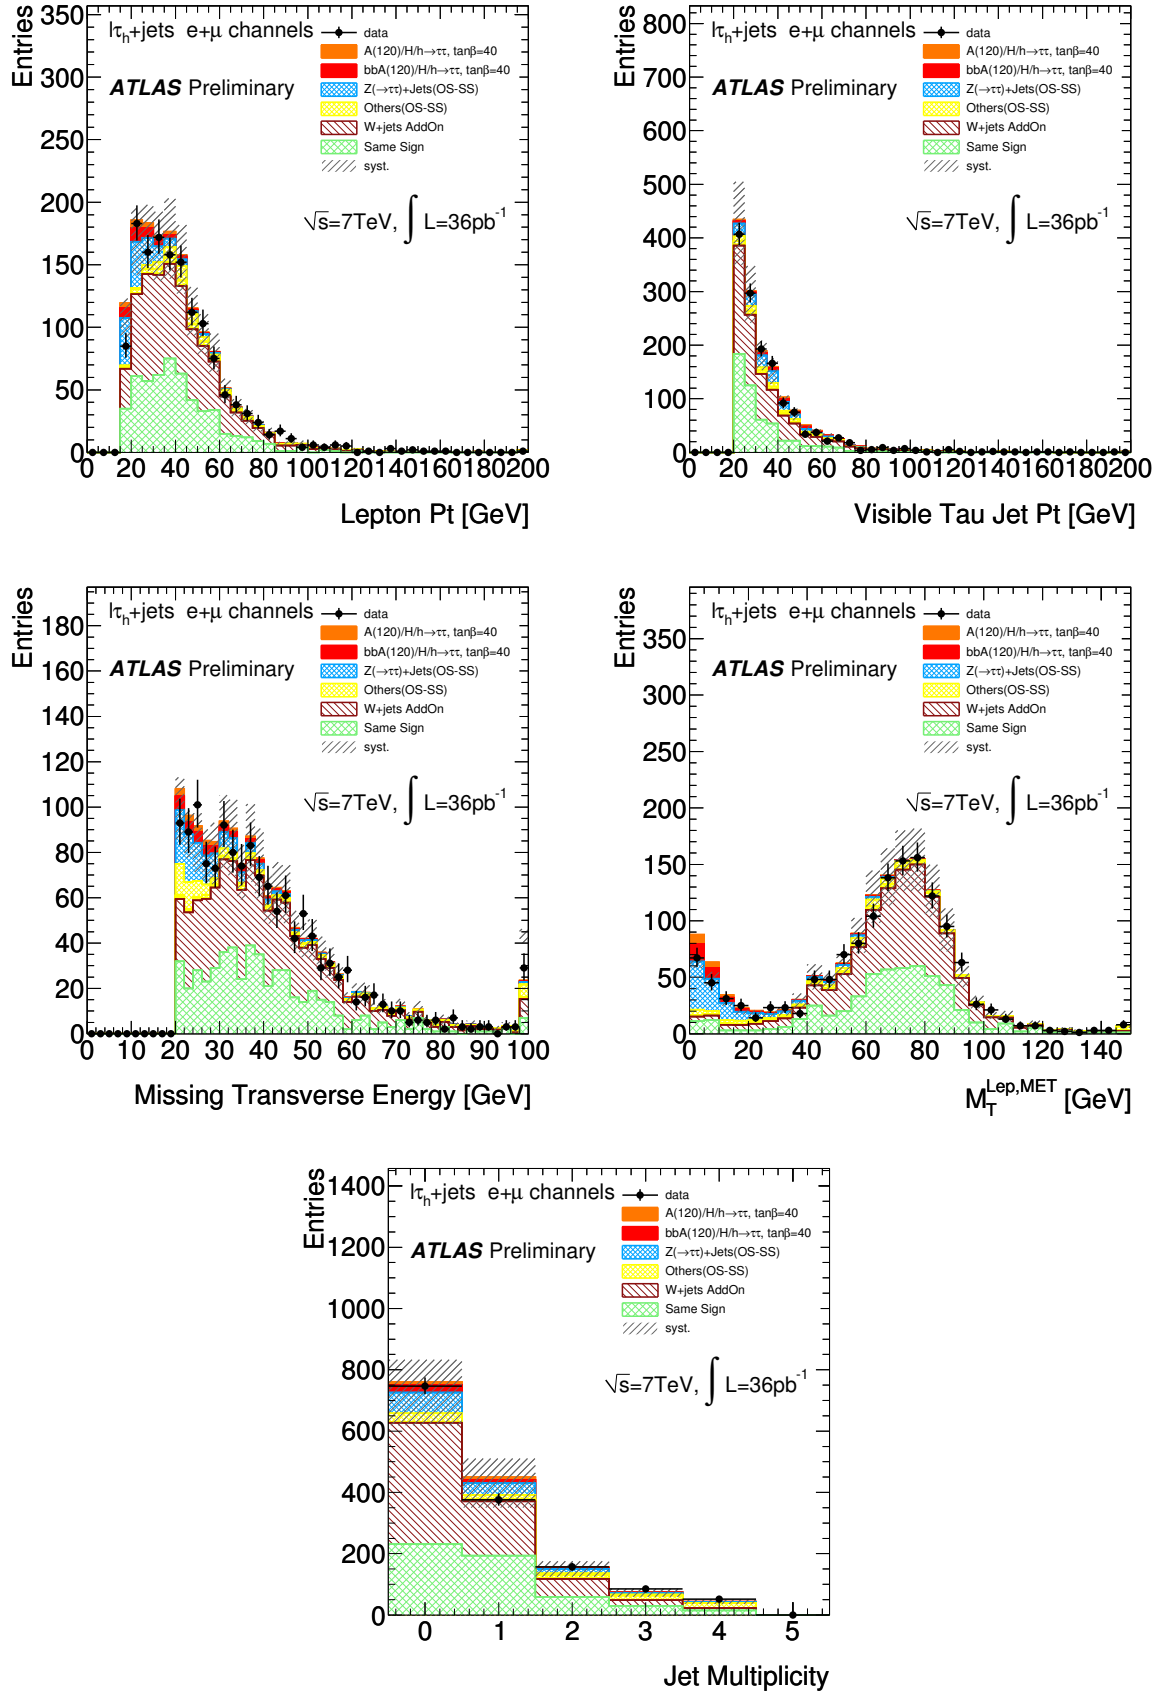 Entries
lτh+jets e+μ channels
ATLAS Preliminary
data
A(120)/H/h→ττ, tanβ=40
bbA(120)/H/h→ττ, tanβ=40
Z(→ττ)+Jets(OS-SS)
Others(OS-SS)
W+jets AddOn
Same Sign
syst.
√s=7TeV, ∫ L=36pb-1
350
300
250
200
150
100
50
0
0 20 40 60 80 100 120 140 160 180 200
Lepton Pt [GeV]
Entries
lτh+jets e+μ channels
ATLAS Preliminary
data
A(120)/H/h→ττ, tanβ=40
bbA(120)/H/h→ττ, tanβ=40
Z(→ττ)+Jets(OS-SS)
Others(OS-SS)
W+jets AddOn
Same Sign
syst.
√s=7TeV, ∫ L=36pb-1
800
700
600
500
400
300
200
100
0
0 20 40 60 80 100 120 140 160 180 200
Visible Tau Jet Pt [GeV]
Entries
lτh+jets e+μ channels
ATLAS Preliminary
data
A(120)/H/h→ττ, tanβ=40
bbA(120)/H/h→ττ, tanβ=40
Z(→ττ)+Jets(OS-SS)
Others(OS-SS)
W+jets AddOn
Same Sign
syst.
√s=7TeV, ∫ L=36pb-1
180
160
140
120
100
80
60
40
20
0
0 10 20 30 40 50 60 70 80 90 100
Missing Transverse Energy [GeV]
Entries
lτh+jets e+μ channels
ATLAS Preliminary
data
A(120)/H/h→ττ, tanβ=40
bbA(120)/H/h→ττ, tanβ=40
Z(→ττ)+Jets(OS-SS)
Others(OS-SS)
W+jets AddOn
Same Sign
syst.
√s=7TeV, ∫ L=36pb-1
350
300
250
200
150
100
50
0
0 20 40 60 80 100 120 140
MTLep,MET [GeV]
Entries
lτh+jets e+μ channels
ATLAS Preliminary
data
A(120)/H/h→ττ, tanβ=40
bbA(120)/H/h→ττ, tanβ=40
Z(→ττ)+Jets(OS-SS)
Others(OS-SS)
W+jets AddOn
Same Sign
syst.
√s=7TeV, ∫ L=36pb-1
1400
1200
1000
800
600
400
200
0
0 1 2 3 4 5
Jet Multiplicity